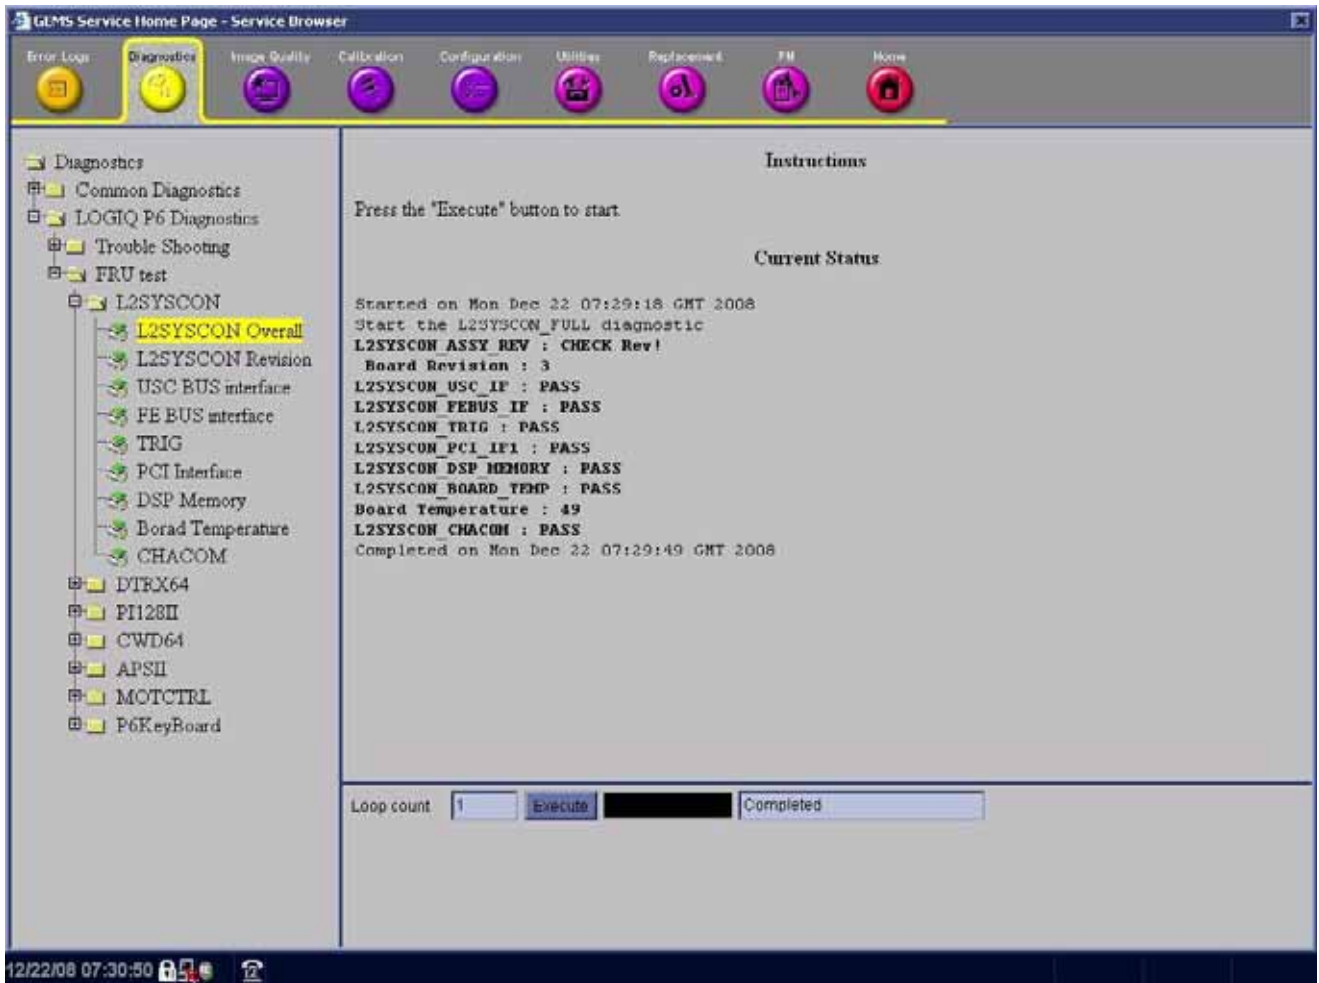 GEMS Service Home Page - Service Browser
Error Logs Diagnostics Image Quality Calibration Configuration Utilities Replacement PM Home
Diagnostics
Common Diagnostics
LOGIQ P6 Diagnostics
Trouble Shooting
FRU test
L2SYSCON
L2SYSCON Overall
L2SYSCON Revision
USC BUS interface
FE BUS interface
TRIG
PCI Interface
DSP Memory
Borad Temperature
CHACOM
DTRX64
PI128II
CWD64
APSII
MOTCTRL
P6KeyBoard
Instructions
Press the "Execute" button to start
Current Status
Started on Mon Dec 22 07:29:18 GMT 2008
Start the L2SYSCON_FULL diagnostic
L2SYSCON_ASSY_REV : CHECK Rev!
Board Revision : 3
L2SYSCON_USC_IF : PASS
L2SYSCON_FEBUS_IF : PASS
L2SYSCON_TRIG : PASS
L2SYSCON_PCI_IF1 : PASS
L2SYSCON_DSP_MEMORY : PASS
L2SYSCON_BOARD_TEMP : PASS
Board Temperature : 49
L2SYSCON_CHACOM : PASS
Completed on Mon Dec 22 07:29:49 GMT 2008
Loop count 1 Execute Completed
12/22/08 07:30:50